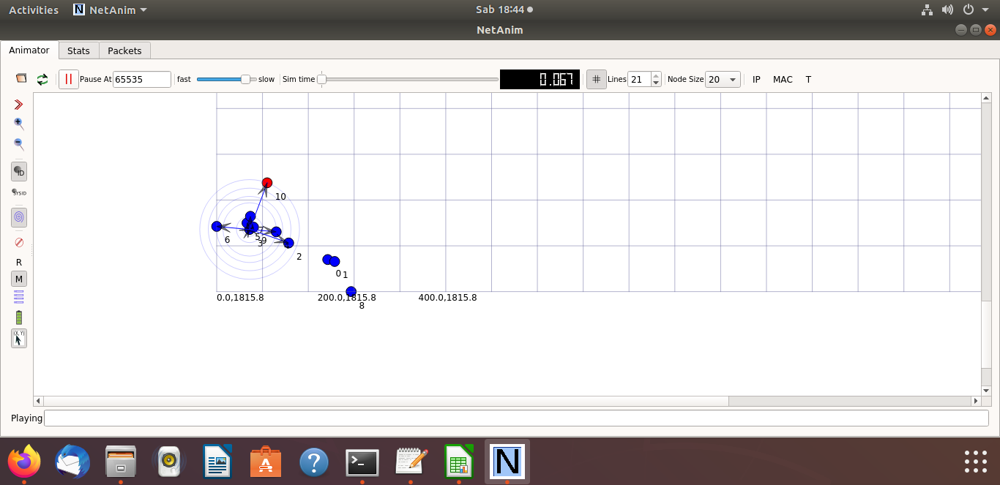 Activities NetAnim Sab 18:44
NetAnim
Animator Stats Packets
Pause At 65535 fast slow Sim time 0.067 # Lines 21 Node Size 20 IP MAC T
ID
SYSID
R
M
(X, Y)
10
6 5 9
3
2
0 1
0.0,1815.8 200.0,1815.8 400.0,1815.8
8
Playing